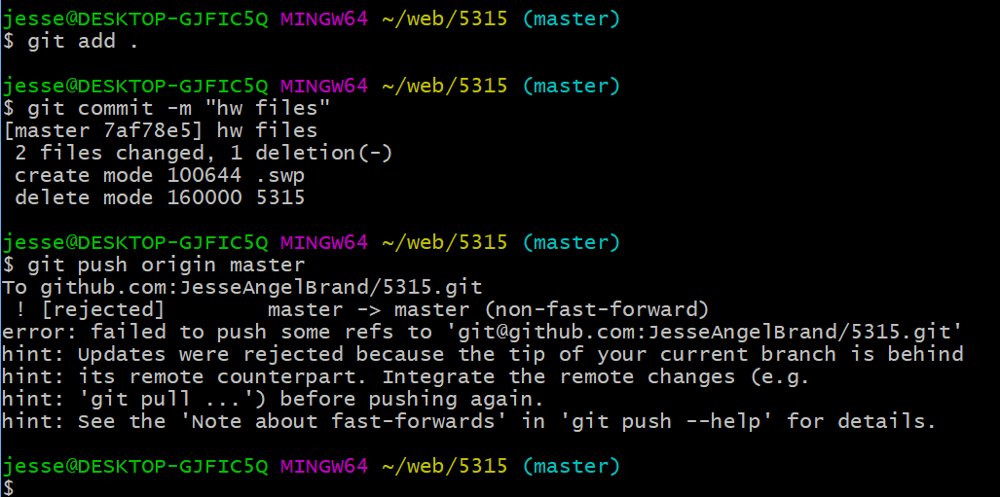 jesse@DESKTOP-GJFIC5Q MINGW64 ~/web/5315 (master)
$ git add .
jesse@DESKTOP-GJFIC5Q MINGW64 ~/web/5315 (master)
$ git commit -m "hw files"
[master 7af78e5] hw files
 2 files changed, 1 deletion(-)
 create mode 100644 .swp
 delete mode 160000 5315
jesse@DESKTOP-GJFIC5Q MINGW64 ~/web/5315 (master)
$ git push origin master
To github.com:JesseAngelBrand/5315.git
 ! [rejected]        master -> master (non-fast-forward)
error: failed to push some refs to 'git@github.com:JesseAngelBrand/5315.git'
hint: Updates were rejected because the tip of your current branch is behind
hint: its remote counterpart. Integrate the remote changes (e.g.
hint: 'git pull ...') before pushing again.
hint: See the 'Note about fast-forwards' in 'git push --help' for details.
jesse@DESKTOP-GJFIC5Q MINGW64 ~/web/5315 (master)
$